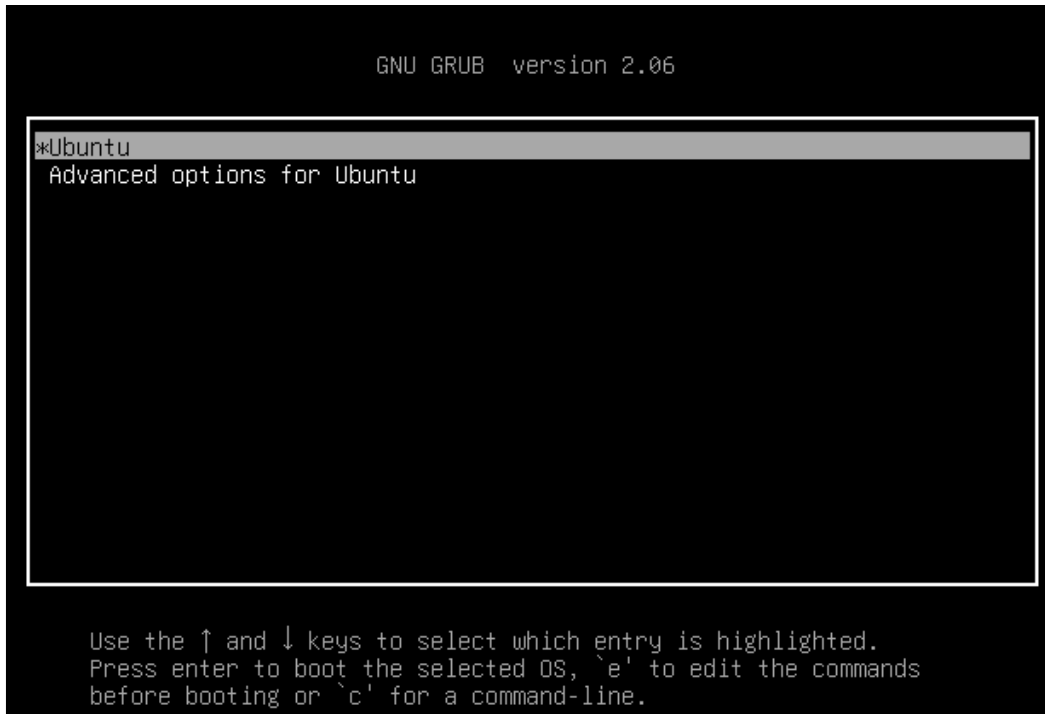 GNU GRUB  version 2.06
*Ubuntu
 Advanced options for Ubuntu
Use the ↑ and ↓ keys to select which entry is highlighted.
Press enter to boot the selected OS, `e' to edit the commands
before booting or `c' for a command-line.